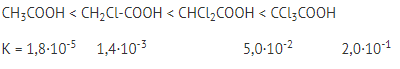 CH₃COOH < CH₂Cl-COOH < CHCl₂COOH < CCl₃COOH
K = 1,8·10⁻⁵ 1,4·10⁻³ 5,0·10⁻² 2,0·10⁻¹